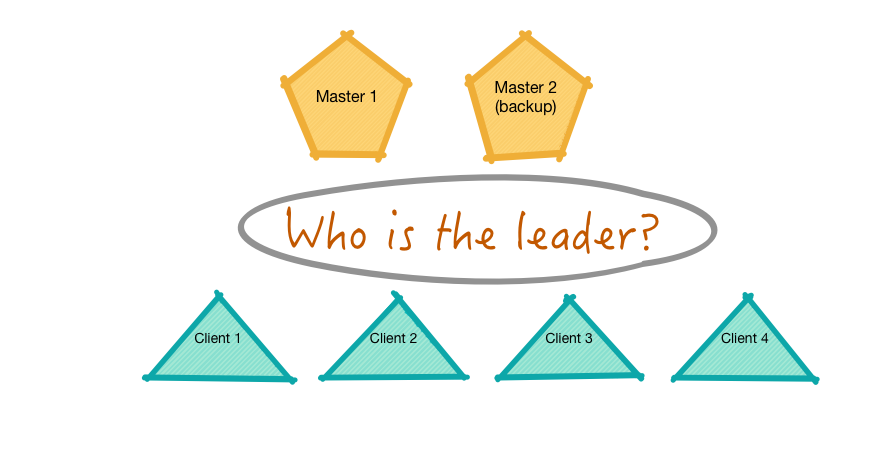 Master 1
Master 2
(backup)
Who is the leader?
Client 1
Client 2
Client 3
Client 4